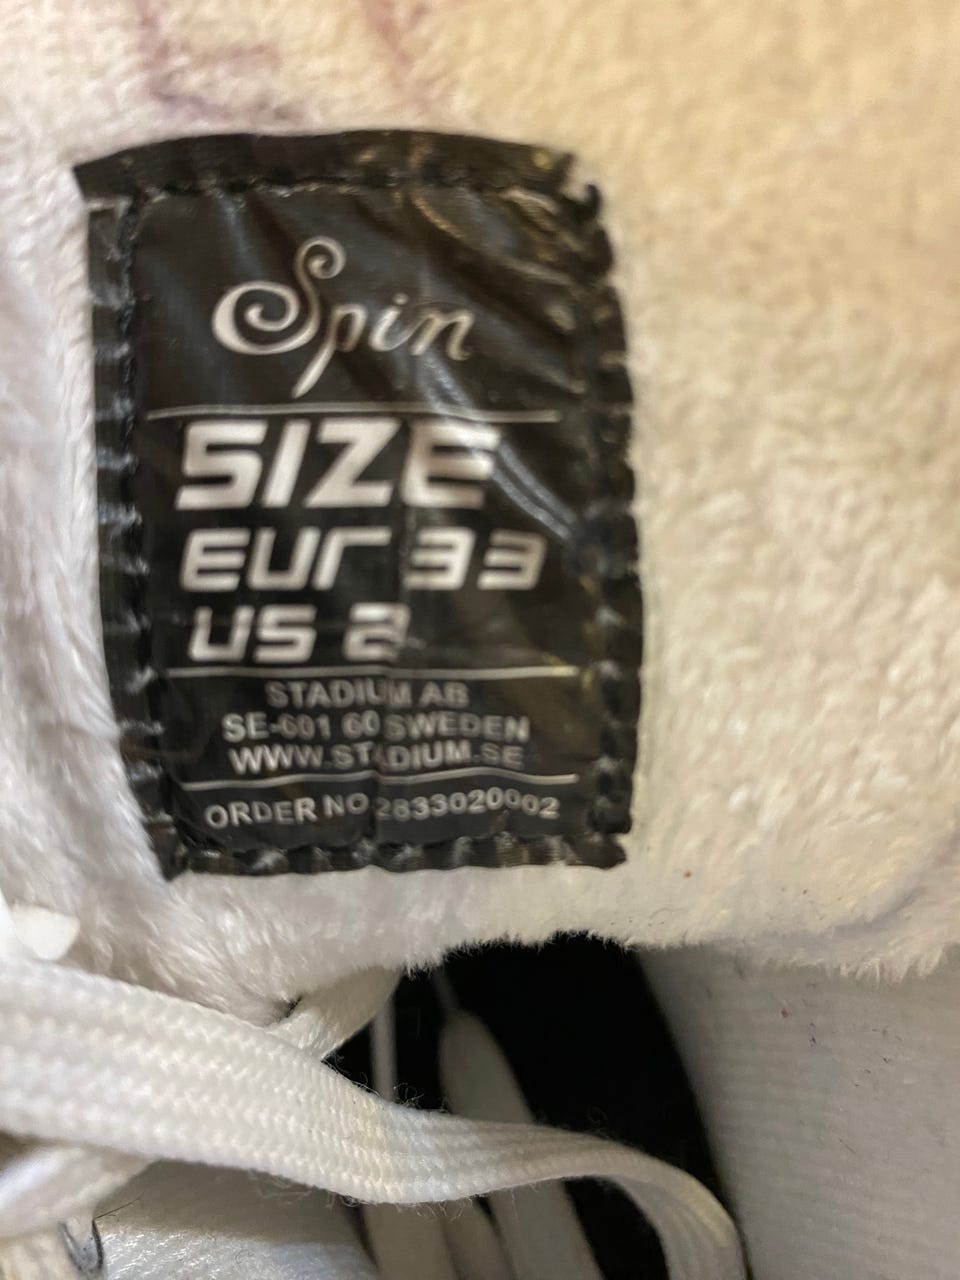 Spin
SIZE
EUR 33
US 2
STADIUM AB
SE-601 60 SWEDEN
WWW.STADIUM.SE
ORDER NO 2833020002